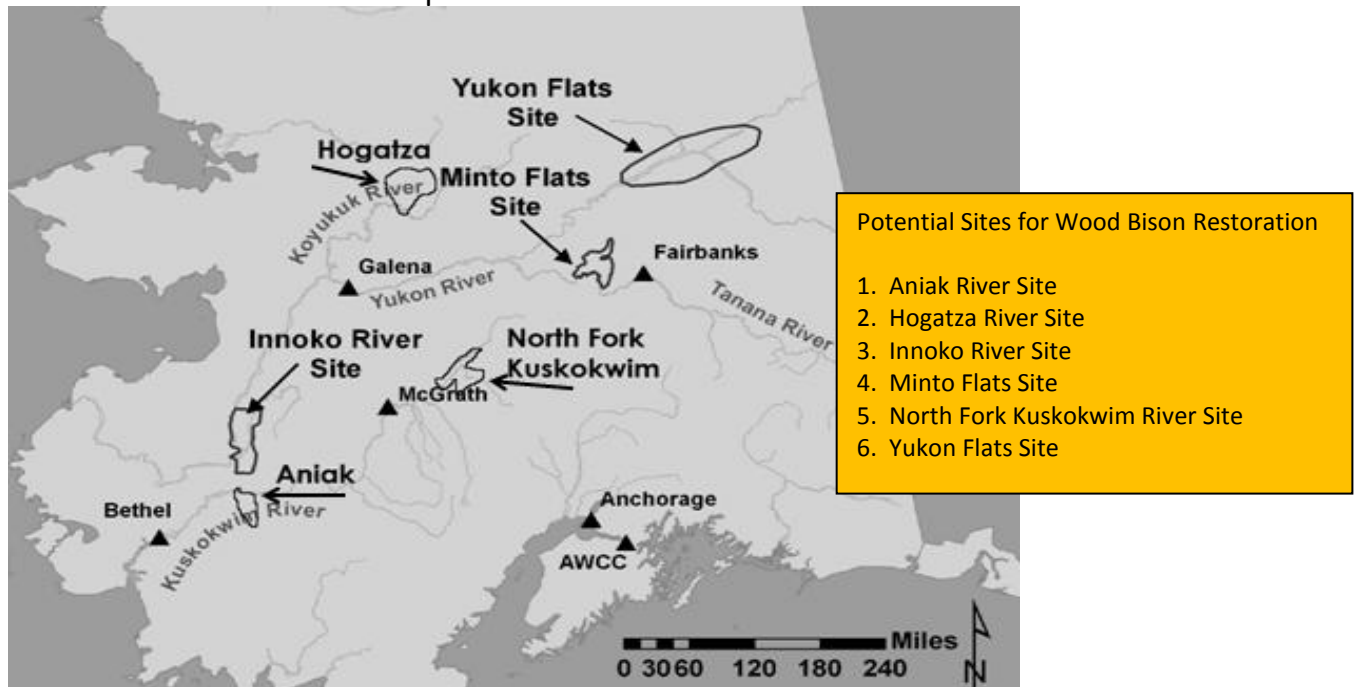 Yukon Flats
Site
Hogatza
Koyukuk River
Minto Flats
Site
Fairbanks
Galena
Yukon River
Tanana River
Innoko River
Site
North Fork
Kuskokwim
McGrath
Aniak
Bethel
Kuskokwim River
Anchorage
AWCC
Miles
0 30 60 120 180 240
N
Potential Sites for Wood Bison Restoration
1. Aniak River Site
2. Hogatza River Site
3. Innoko River Site
4. Minto Flats Site
5. North Fork Kuskokwim River Site
6. Yukon Flats Site